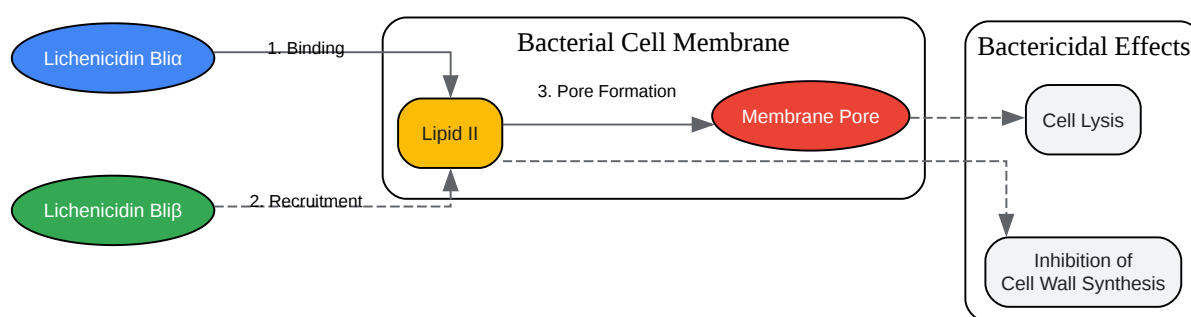 Lichenicidin Bliα
1. Binding
Bacterial Cell Membrane
Bactericidal Effects
3. Pore Formation
Lipid II
Membrane Pore
Cell Lysis
Lichenicidin Bliβ
2. Recruitment
Inhibition of
Cell Wall Synthesis